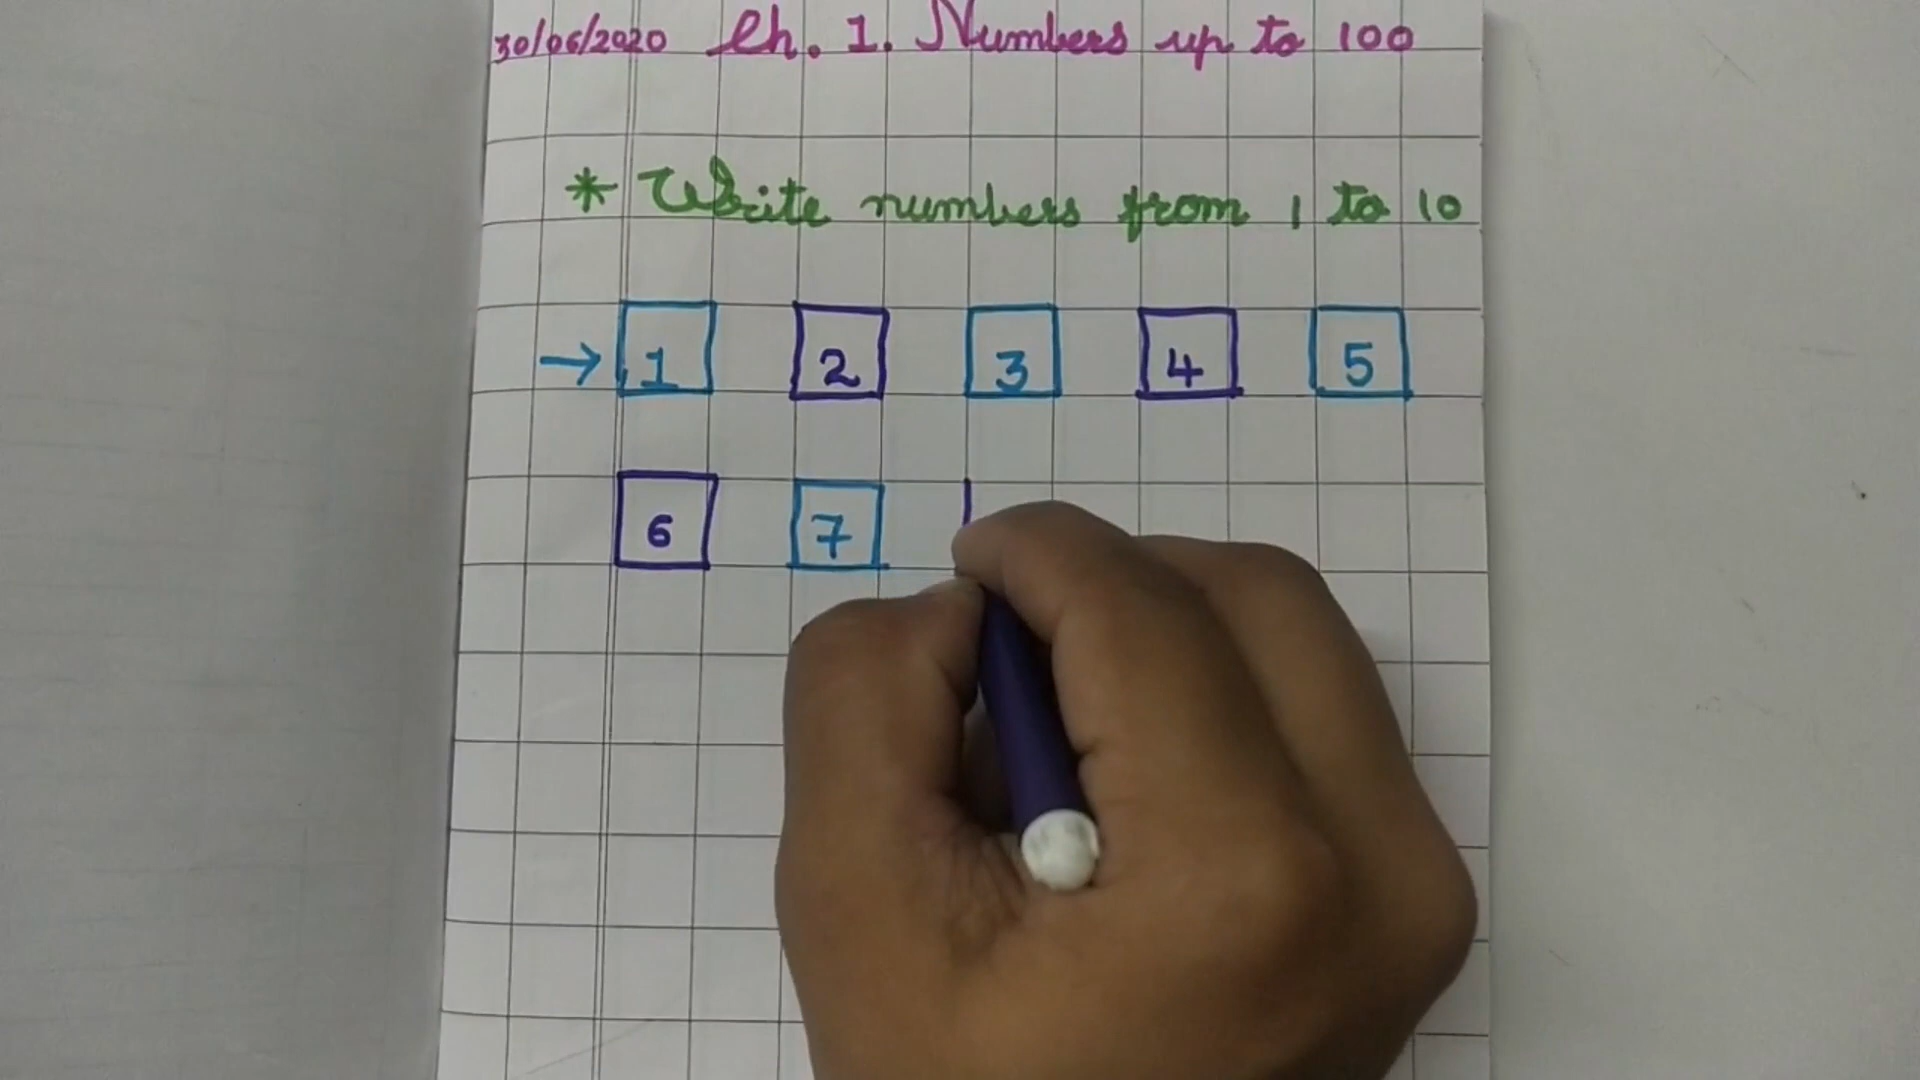 30/06/2020 Ch. 1. Numbers up to 100
* Write numbers from 1 to 10
→ 1 2 3 4 5
6 7